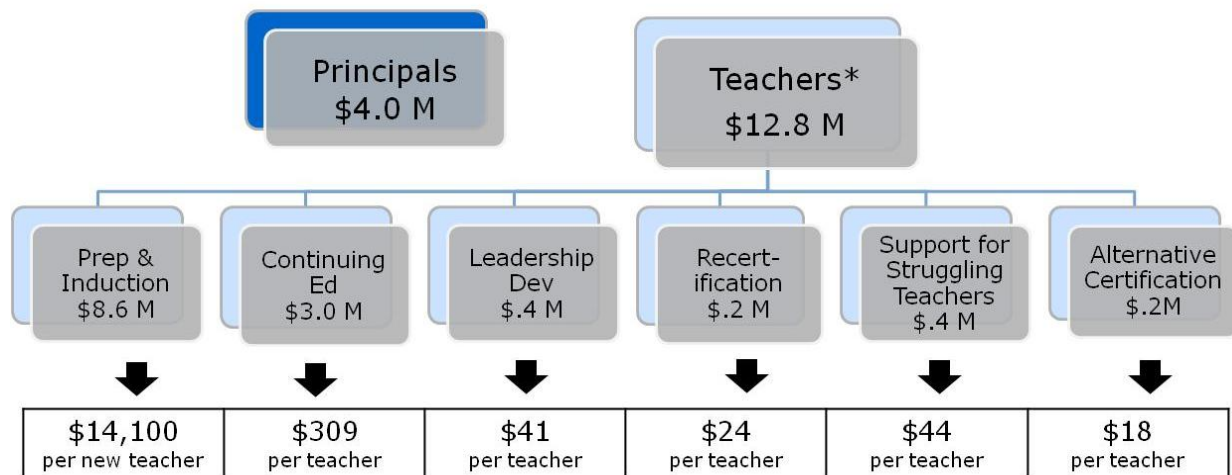 Principals
$4.0 M
Teachers*
$12.8 M
Prep &
Induction
$8.6 M
Continuing
Ed
$3.0 M
Leadership
Dev
$.4 M
Recert-
ification
$.2 M
Support for
Struggling
Teachers
$.4 M
Alternative
Certification
$.2M
$14,100
per new teacher
$309
per teacher
$41
per teacher
$24
per teacher
$44
per teacher
$18
per teacher